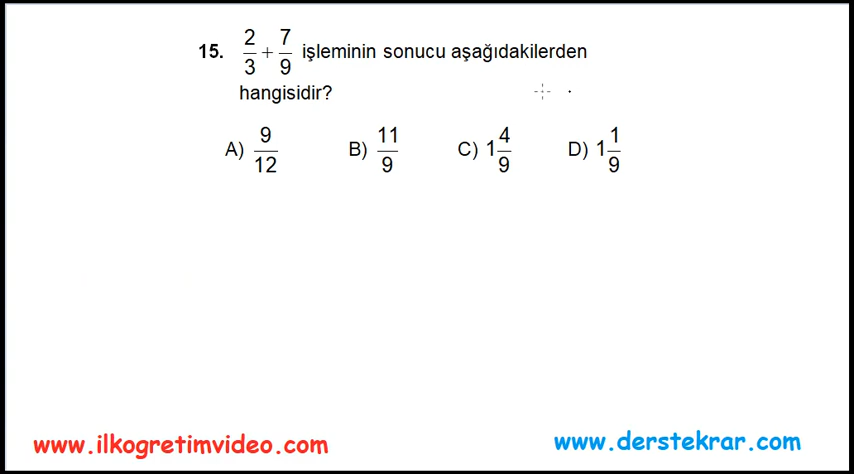 15. 2/3 + 7/9 işleminin sonucu aşağıdakilerden
hangisidir?
A) 9/12 B) 11/9 C) 1 4/9 D) 1 1/9
www.ilkogretimvideo.com
www.derstekrar.com